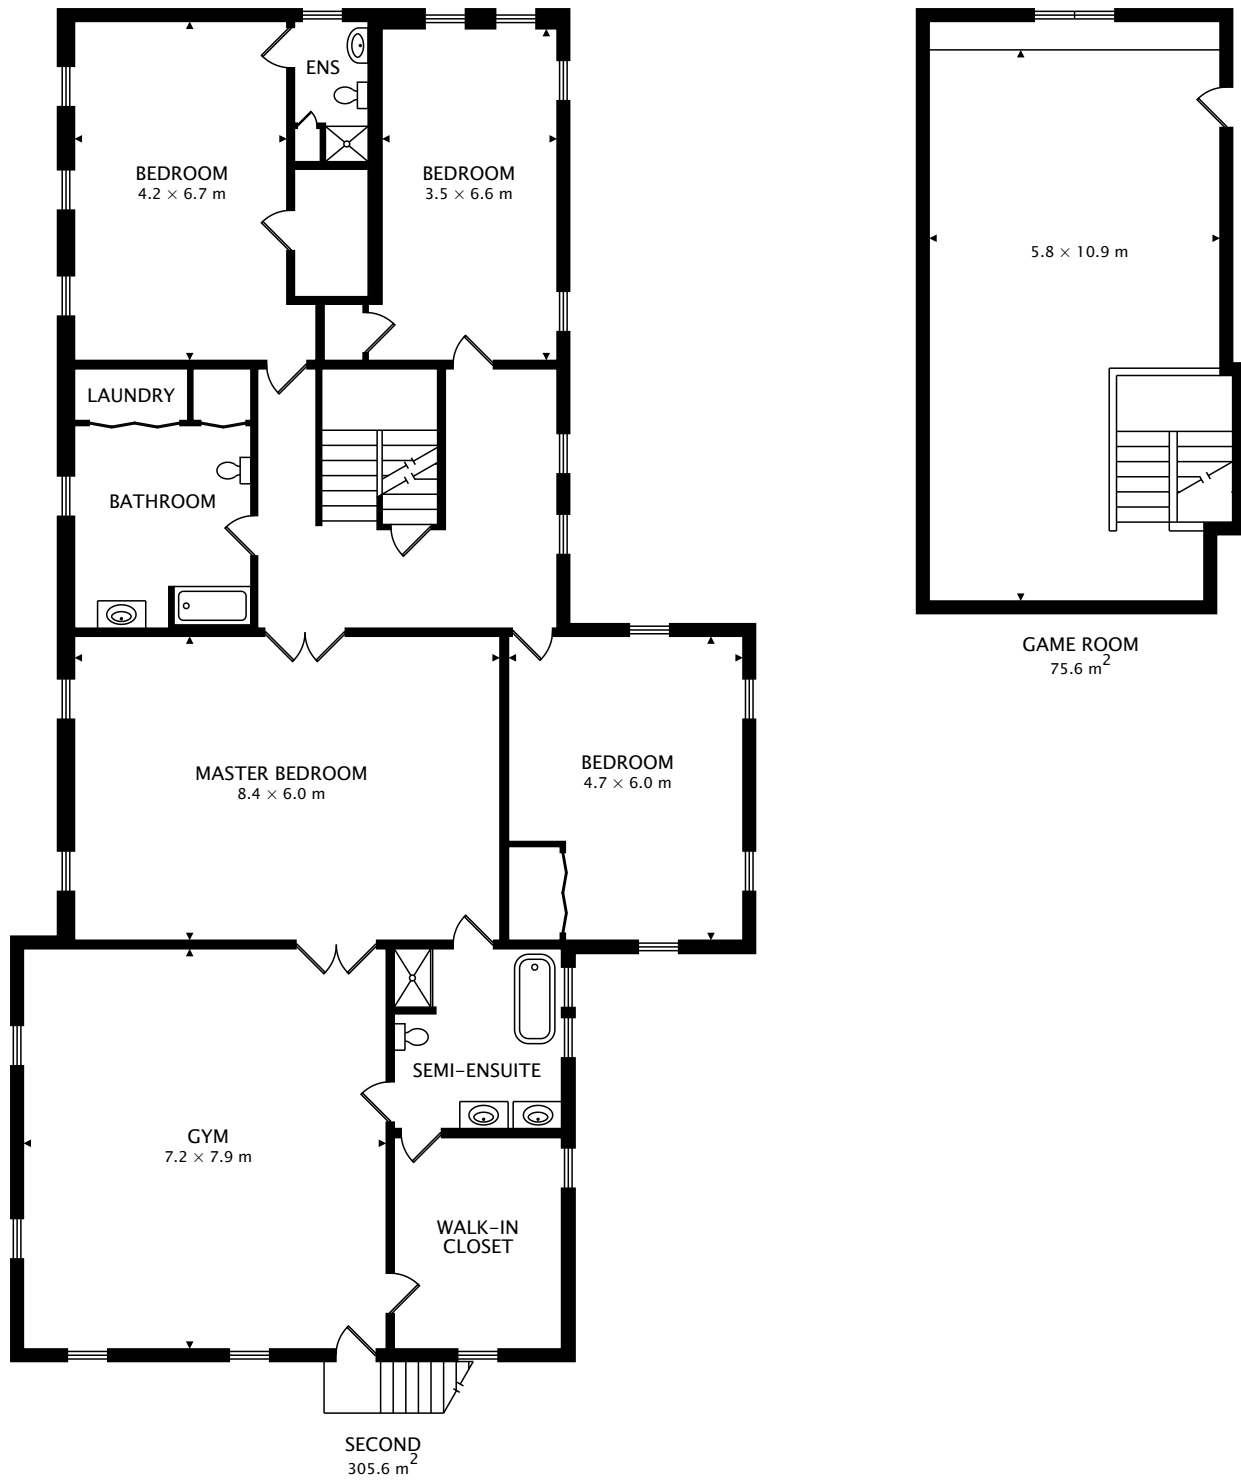 ENS
BEDROOM
4.2 × 6.7 m
BEDROOM
3.5 × 6.6 m
5.8 × 10.9 m
LAUNDRY
BATHROOM
GAME ROOM
75.6 m²
MASTER BEDROOM
8.4 × 6.0 m
BEDROOM
4.7 × 6.0 m
SEMI-ENSUITE
GYM
7.2 × 7.9 m
WALK-IN
CLOSET
SECOND
305.6 m²